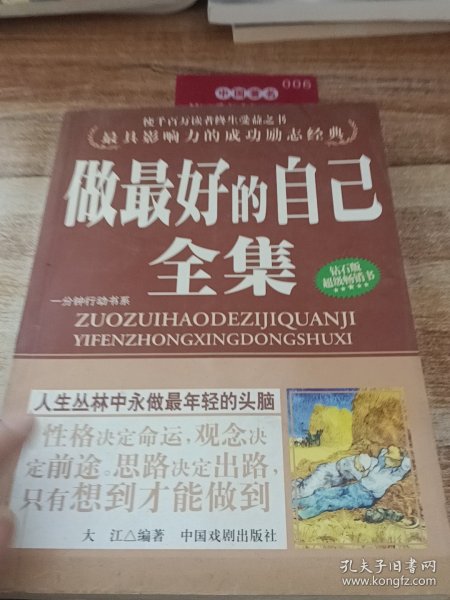 006
中国书书
使千百万读者终生受益之书
最具影响力的成功励志经典
做最好的自己
全集
钻石版
超级畅销书
一分钟行动书系
ZUOZUIHAODEZIJIQUANJI
YIFENZHONGXINGDONGSHUXI
人生丛林中永做最年轻的头脑
性格决定命运,观念决
定前途。思路决定出路,
只有想到才能做到
大 江△编著 中国戏剧出版社
孔夫子旧书网
www.kongfz.com